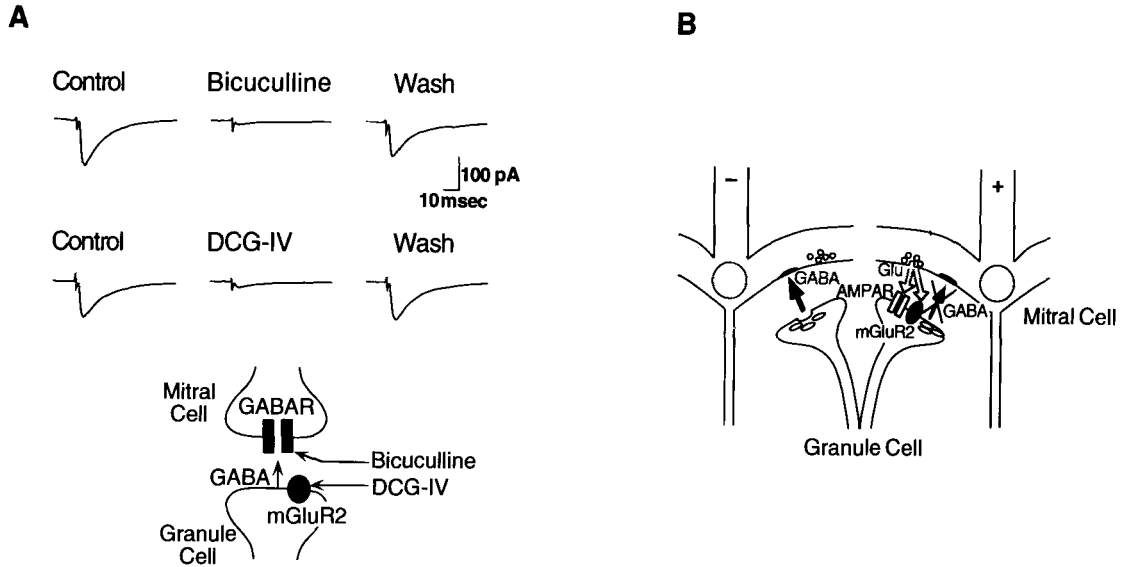 A
Control Bicuculline Wash
100 pA
10 msec
Control DCG-IV Wash
Mitral
Cell
GABAR
Bicuculline
GABA
DCG-IV
mGluR2
Granule
Cell
B
–
+
Glu
GABA
AMPAR
GABA
mGluR2
Mitral Cell
Granule Cell